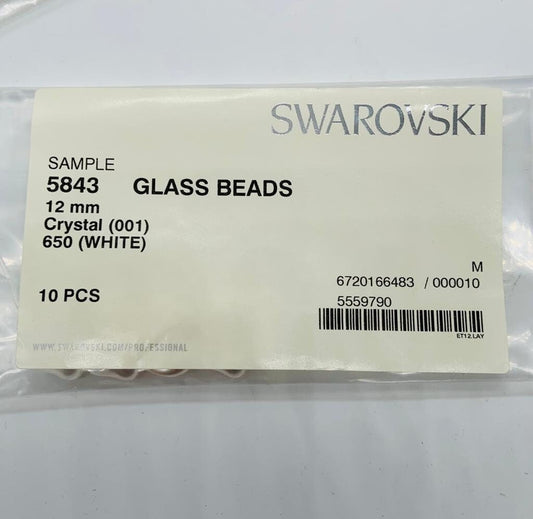 SWAROVSKI
SAMPLE
5843 GLASS BEADS
12 mm
Crystal (001)
650 (WHITE)
10 PCS
M
6720166483 / 000010
5559790
ET12.LAY
WWW.SWAROVSKI.COM/PROFESSIONAL